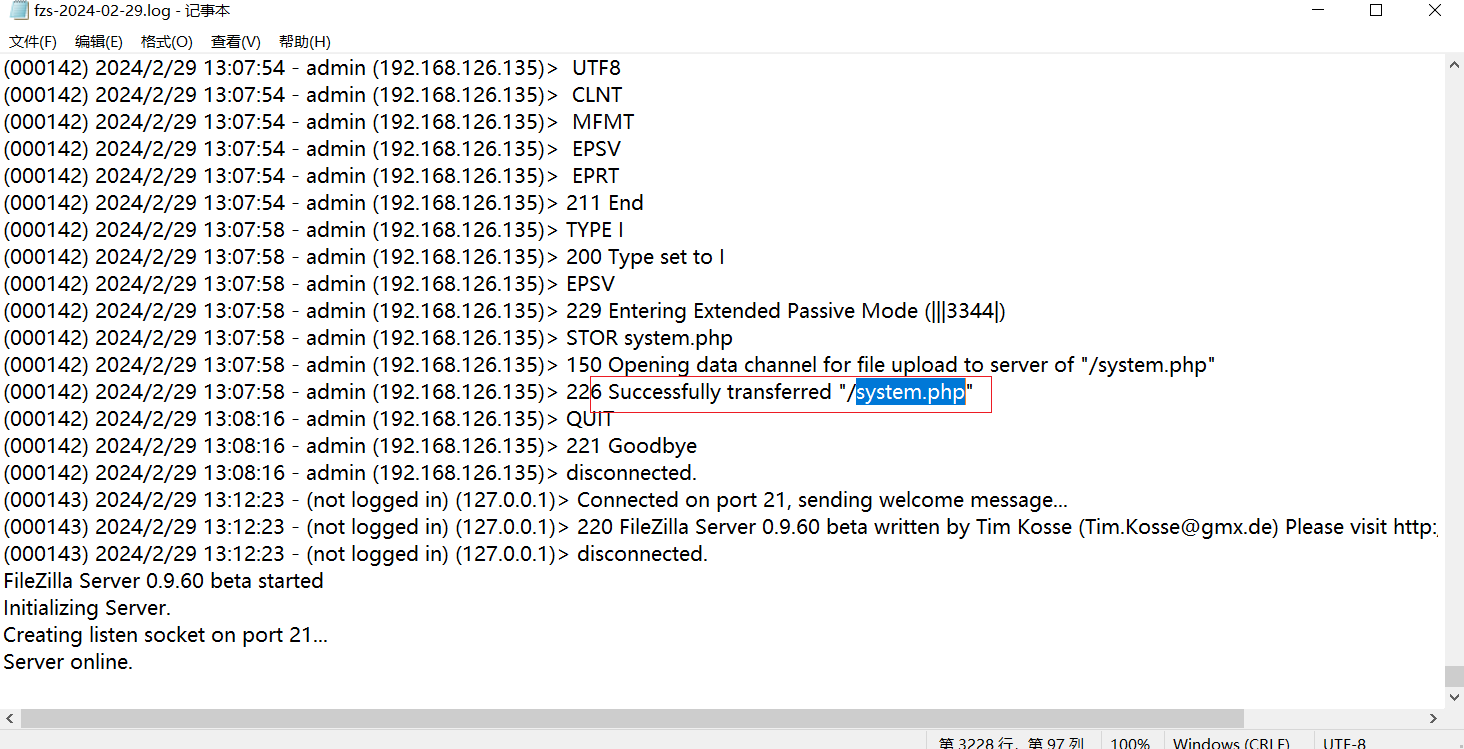 fzs-2024-02-29.log - 记事本
文件(F) 编辑(E) 格式(O) 查看(V) 帮助(H)
(000142) 2024/2/29 13:07:54 - admin (192.168.126.135)> UTF8
(000142) 2024/2/29 13:07:54 - admin (192.168.126.135)> CLNT
(000142) 2024/2/29 13:07:54 - admin (192.168.126.135)> MFMT
(000142) 2024/2/29 13:07:54 - admin (192.168.126.135)> EPSV
(000142) 2024/2/29 13:07:54 - admin (192.168.126.135)> EPRT
(000142) 2024/2/29 13:07:54 - admin (192.168.126.135)> 211 End
(000142) 2024/2/29 13:07:58 - admin (192.168.126.135)> TYPE I
(000142) 2024/2/29 13:07:58 - admin (192.168.126.135)> 200 Type set to I
(000142) 2024/2/29 13:07:58 - admin (192.168.126.135)> EPSV
(000142) 2024/2/29 13:07:58 - admin (192.168.126.135)> 229 Entering Extended Passive Mode (|||3344|)
(000142) 2024/2/29 13:07:58 - admin (192.168.126.135)> STOR system.php
(000142) 2024/2/29 13:07:58 - admin (192.168.126.135)> 150 Opening data channel for file upload to server of "/system.php"
(000142) 2024/2/29 13:07:58 - admin (192.168.126.135)> 226 Successfully transferred "/system.php"
(000142) 2024/2/29 13:08:16 - admin (192.168.126.135)> QUIT
(000142) 2024/2/29 13:08:16 - admin (192.168.126.135)> 221 Goodbye
(000142) 2024/2/29 13:08:16 - admin (192.168.126.135)> disconnected.
(000143) 2024/2/29 13:12:23 - (not logged in) (127.0.0.1)> Connected on port 21, sending welcome message...
(000143) 2024/2/29 13:12:23 - (not logged in) (127.0.0.1)> 220 FileZilla Server 0.9.60 beta written by Tim Kosse (Tim.Kosse@gmx.de) Please visit http:
(000143) 2024/2/29 13:12:23 - (not logged in) (127.0.0.1)> disconnected.
FileZilla Server 0.9.60 beta started
Initializing Server.
Creating listen socket on port 21...
Server online.
第 3228 行，第 97 列 100% Windows (CRLF) UTF-8